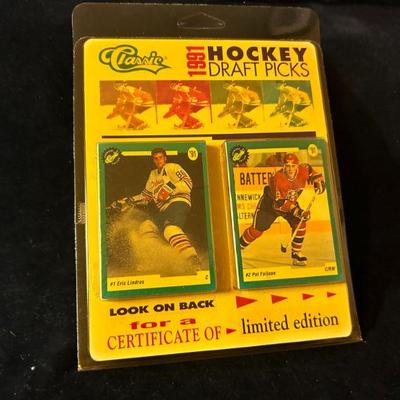 Classic
1991 HOCKEY
DRAFT PICKS
'91
'91
BATTER
NNEWICK
#1 Eric Lindros C
#2 Pat Falloon C/RW
LOOK ON BACK
for a
CERTIFICATE OF limited edition